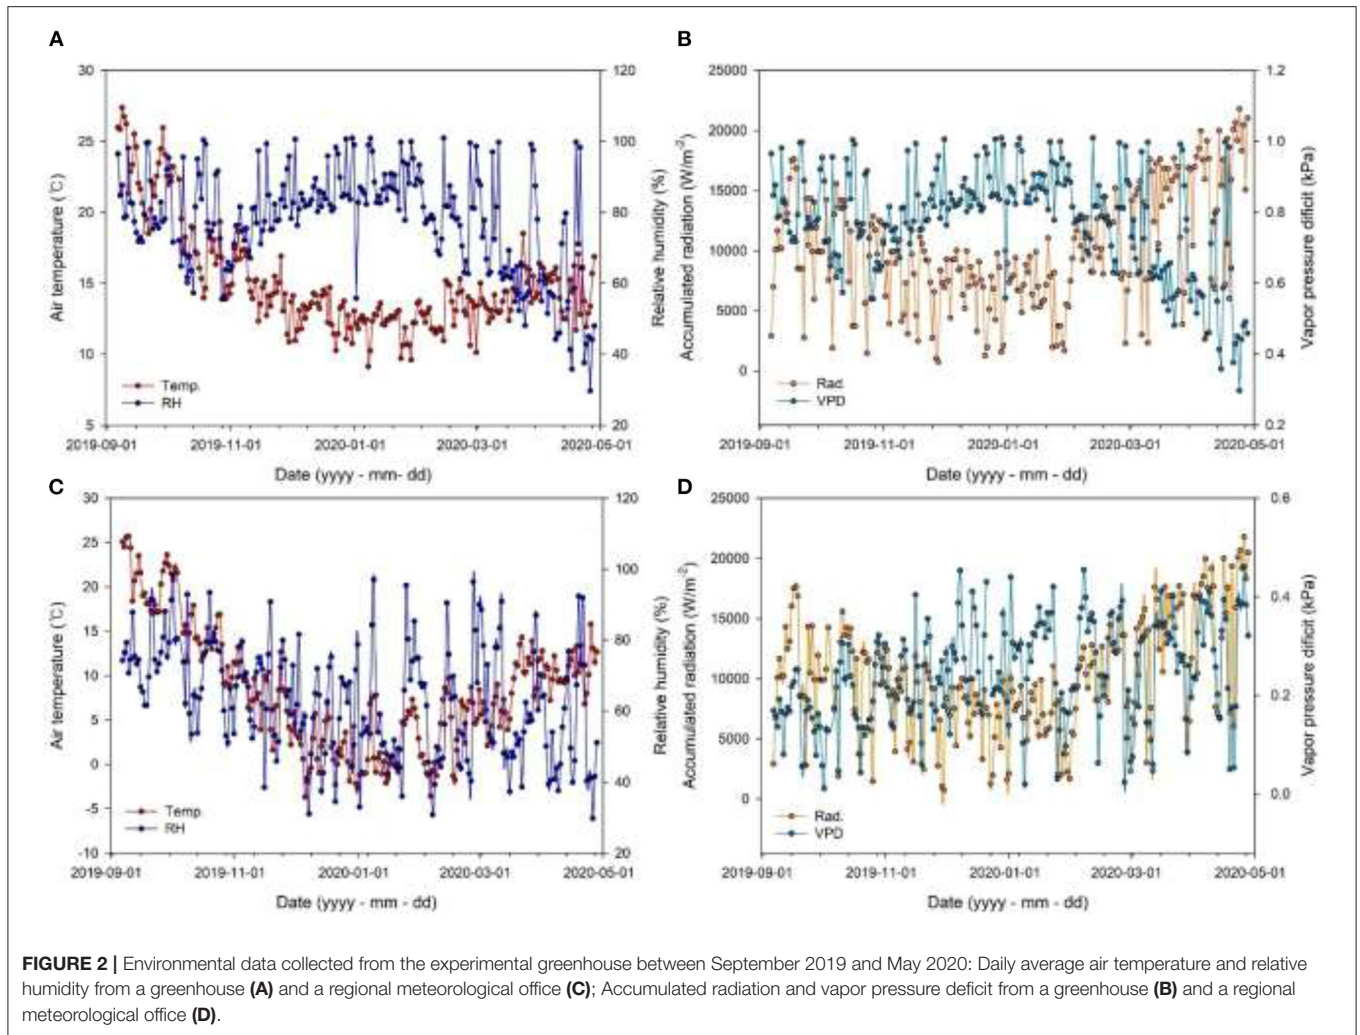 A
B
30
25
20
15
10
5
Air temperature (℃)
120
100
80
60
40
20
Relative humidity (%)
Temp.
RH
2019-09-01 2019-11-01 2020-01-01 2020-03-01 2020-05-01
Date (yyyy - mm- dd)
25000
20000
15000
10000
5000
0
Accumulated radiation (W/m-2)
1.2
1.0
0.8
0.6
0.4
0.2
Vapor pressure dificit (kPa)
Rad.
VPD
2019-09-01 2019-11-01 2020-01-01 2020-03-01 2020-05-01
Date (yyyy - mm - dd)
C
D
30
25
20
15
10
5
0
-5
-10
Air temperature (℃)
120
100
80
60
40
20
Relative humidity (%)
Temp.
RH
2019-09-01 2019-11-01 2020-01-01 2020-03-01 2020-05-01
Date (yyyy - mm - dd)
25000
20000
15000
10000
5000
0
Accumulated radiation (W/m-2)
0.6
0.4
0.2
0.0
Vapor pressure dificit (kPa)
Rad.
VPD
2019-09-01 2019-11-01 2020-01-01 2020-03-01 2020-05-01
Date (yyyy - mm - dd)
FIGURE 2 | Environmental data collected from the experimental greenhouse between September 2019 and May 2020: Daily average air temperature and relative
humidity from a greenhouse (A) and a regional meteorological office (C); Accumulated radiation and vapor pressure deficit from a greenhouse (B) and a regional
meteorological office (D).